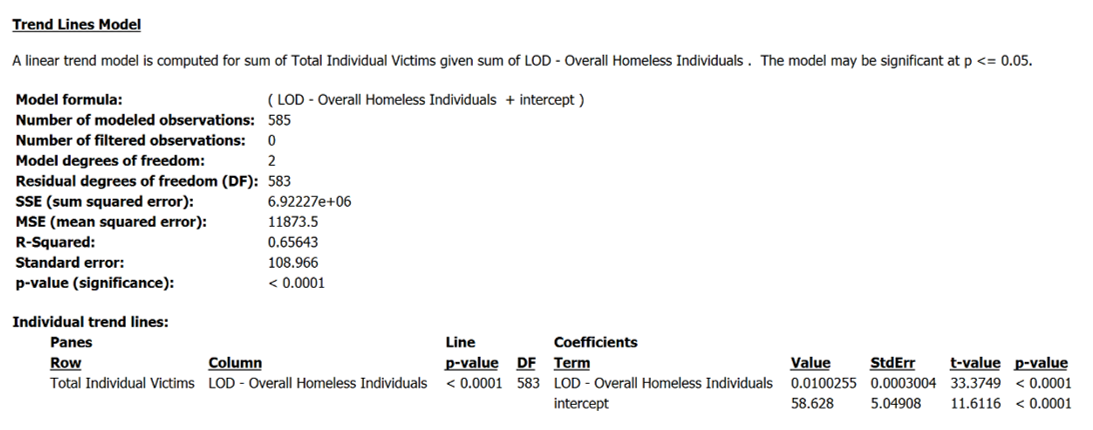 Trend Lines Model
A linear trend model is computed for sum of Total Individual Victims given sum of LOD - Overall Homeless Individuals .  The model may be significant at p <= 0.05.
Model formula: ( LOD - Overall Homeless Individuals + intercept )
Number of modeled observations: 585
Number of filtered observations: 0
Model degrees of freedom: 2
Residual degrees of freedom (DF): 583
SSE (sum squared error): 6.92227e+06
MSE (mean squared error): 11873.5
R-Squared: 0.65643
Standard error: 108.966
p-value (significance): < 0.0001
Individual trend lines:
Panes Line Coefficients
Row Column p-value DF Term Value StdErr t-value p-value
Total Individual Victims LOD - Overall Homeless Individuals < 0.0001 583 LOD - Overall Homeless Individuals 0.0100255 0.0003004 33.3749 < 0.0001
intercept 58.628 5.04908 11.6116 < 0.0001